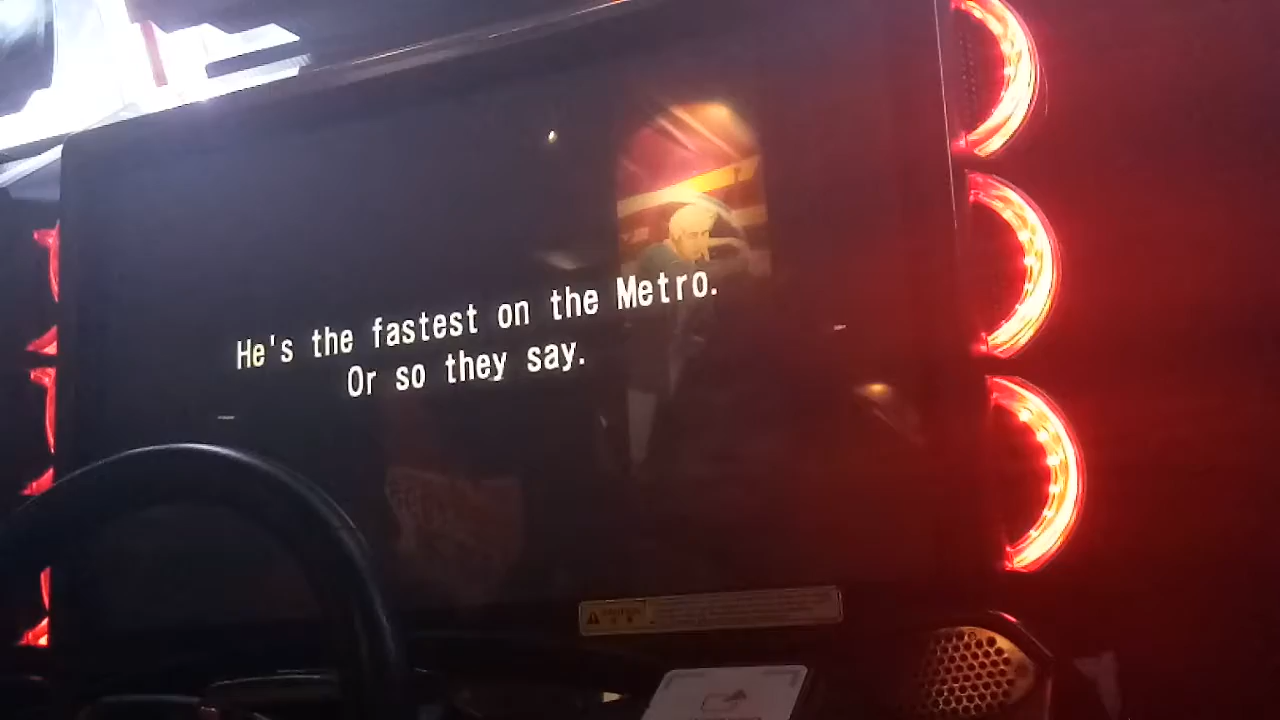 He's the fastest on the Metro.
Or so they say.